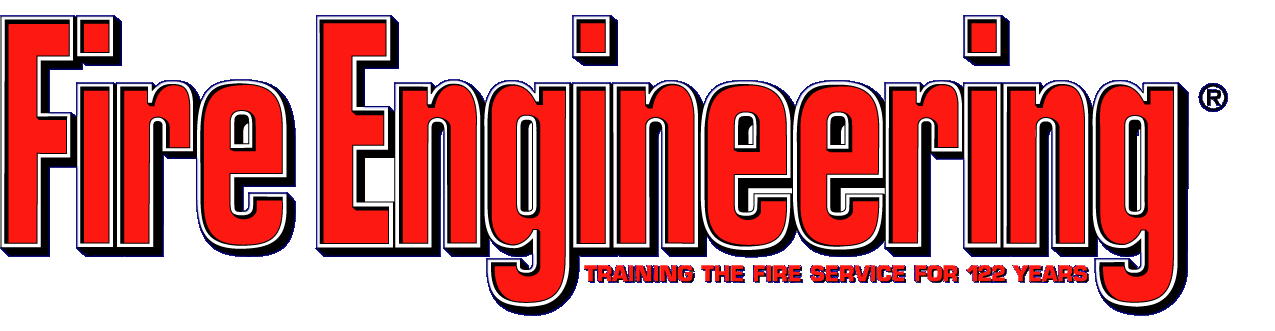 Fire Engineering®
TRAINING THE FIRE SERVICE FOR 122 YEARS